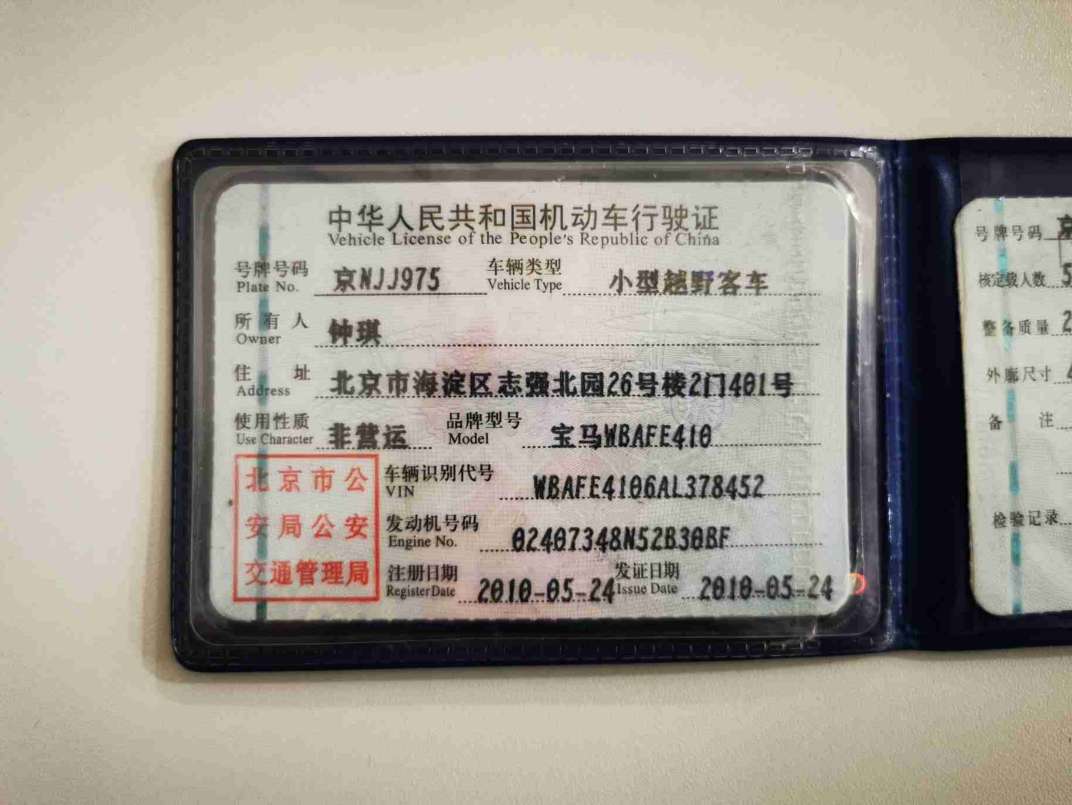 中华人民共和国机动车行驶证
Vehicle License of the People's Republic of China
号牌号码 京NJJ975 车辆类型 小型越野客车
Plate No. Vehicle Type
所有人 钟琪
Owner
住址 北京市海淀区志强北园26号楼2门401号
Address
使用性质 非营运 品牌型号 宝马WBAFE410
Use Character Model
车辆识别代号 WBAFE4106AL378452
VIN
发动机号码 02407348N52B30BF
Engine No.
注册日期 2010-05-24 发证日期 2010-05-24
Register Date Issue Date
北京市公
安局公安
交通管理局
号牌号码 京
核定载人数 5
整备质量 2
外廓尺寸
备注
检验记录